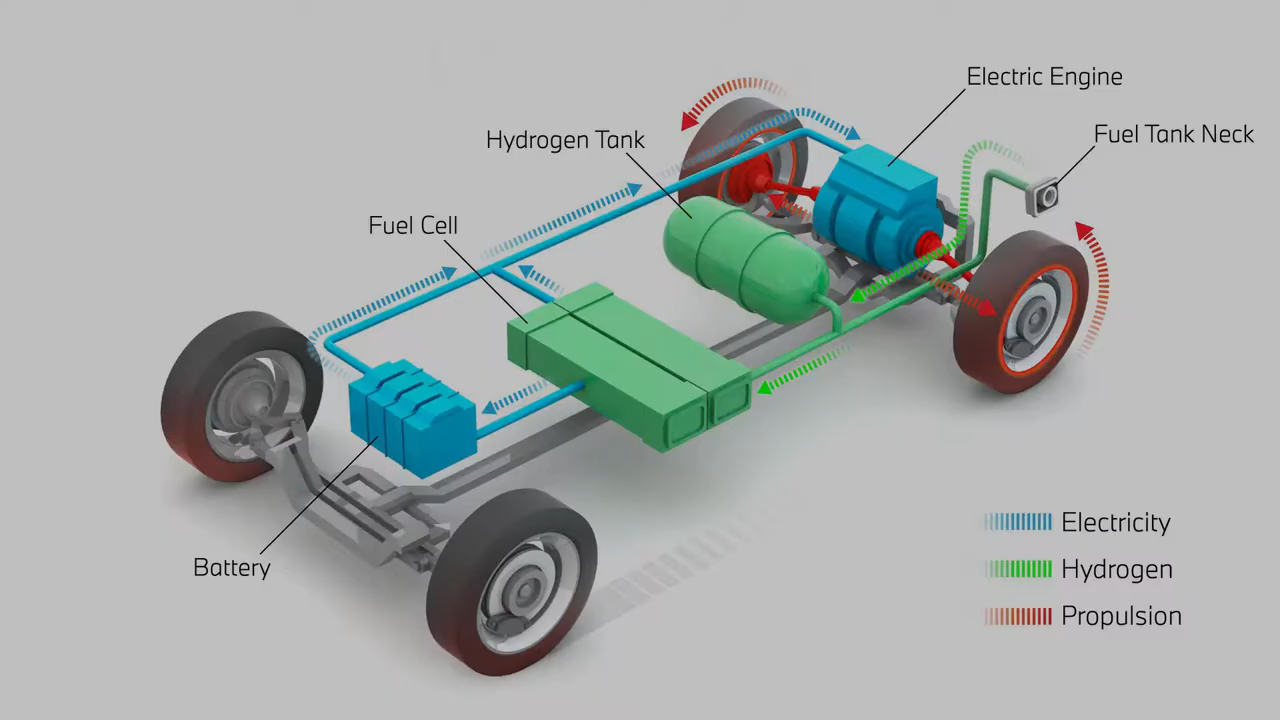 Electric Engine
Fuel Tank Neck
Hydrogen Tank
Fuel Cell
Battery
Electricity
Hydrogen
Propulsion